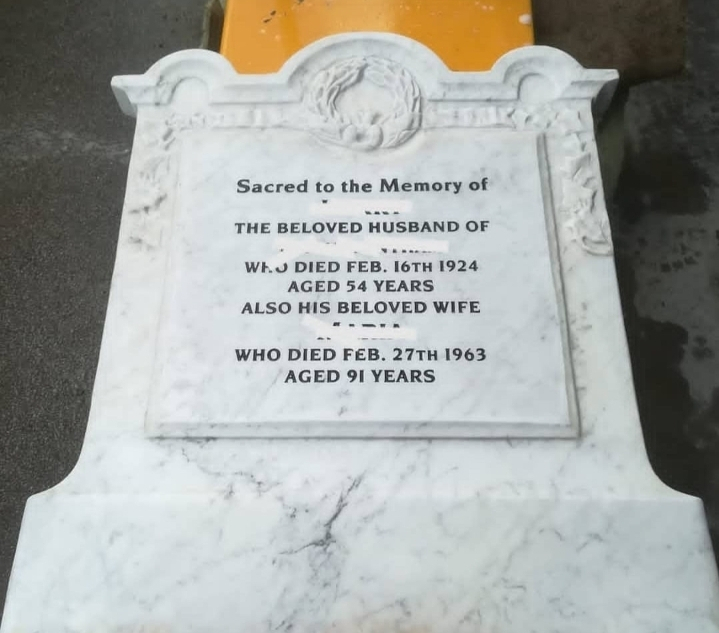 Sacred to the Memory of
THE BELOVED HUSBAND OF
WHO DIED FEB. 16TH 1924
AGED 54 YEARS
ALSO HIS BELOVED WIFE
WHO DIED FEB. 27TH 1963
AGED 91 YEARS